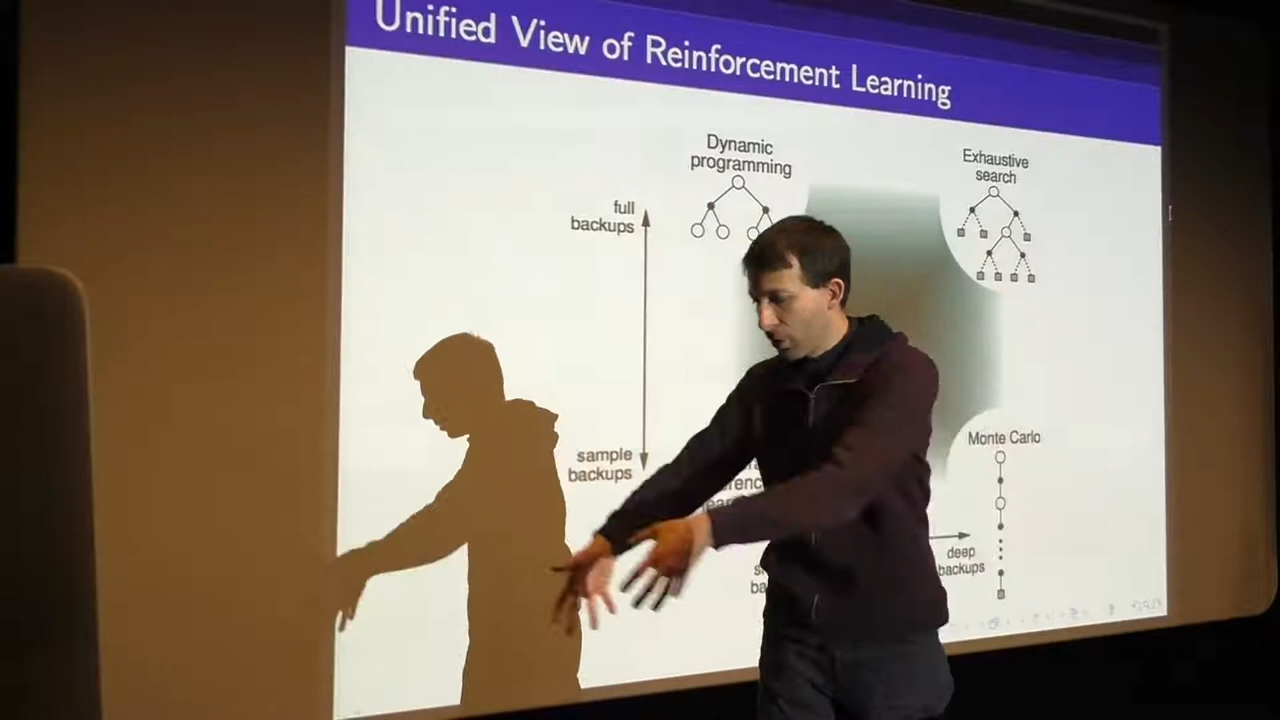 Unified View of Reinforcement Learning
Dynamic
programming
Exhaustive
search
full
backups
sample
backups
Monte Carlo
deep
backups